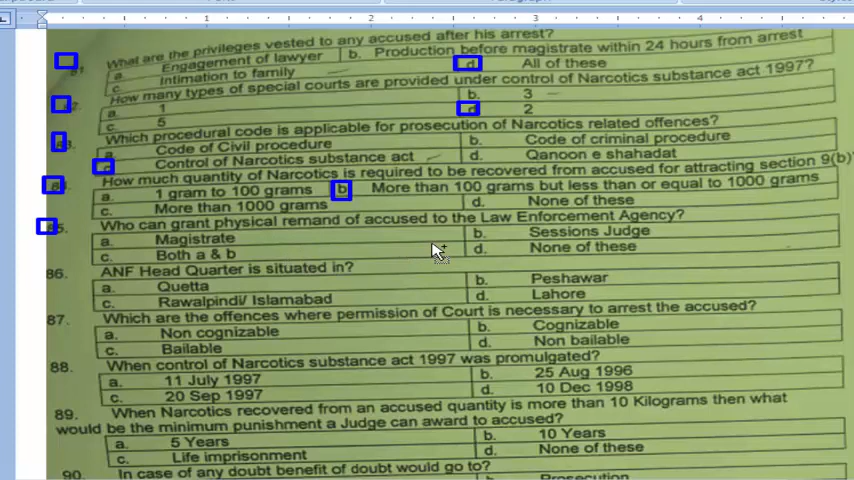 1 2 3 4
81. What are the privileges vested to any accused after his arrest?
a. Engagement of lawyer b. Production before magistrate within 24 hours from arrest
c. Intimation to family d. All of these
82. How many types of special courts are provided under control of Narcotics substance act 1997?
a. 1 b. 3
c. 5 d. 2
83. Which procedural code is applicable for prosecution of Narcotics related offences?
a. Code of Civil procedure b. Code of criminal procedure
c. Control of Narcotics substance act d. Qanoon e shahadat
84. How much quantity of Narcotics is required to be recovered from accused for attracting section 9(b)?
a. 1 gram to 100 grams b More than 100 grams but less than or equal to 1000 grams
c. More than 1000 grams d. None of these
85. Who can grant physical remand of accused to the Law Enforcement Agency?
a. Magistrate b. Sessions Judge
c. Both a & b d. None of these
86. ANF Head Quarter is situated in?
a. Quetta b. Peshawar
c. Rawalpindi/ Islamabad d. Lahore
87. Which are the offences where permission of Court is necessary to arrest the accused?
a. Non cognizable b. Cognizable
c. Bailable d. Non bailable
88. When control of Narcotics substance act 1997 was promulgated?
a. 11 July 1997 b. 25 Aug 1996
c. 20 Sep 1997 d. 10 Dec 1998
89. When Narcotics recovered from an accused quantity is more than 10 Kilograms then what
would be the minimum punishment a Judge can award to accused?
a. 5 Years b. 10 Years
c. Life imprisonment d. None of these
90. In case of any doubt benefit of doubt would go to?
Prosecution